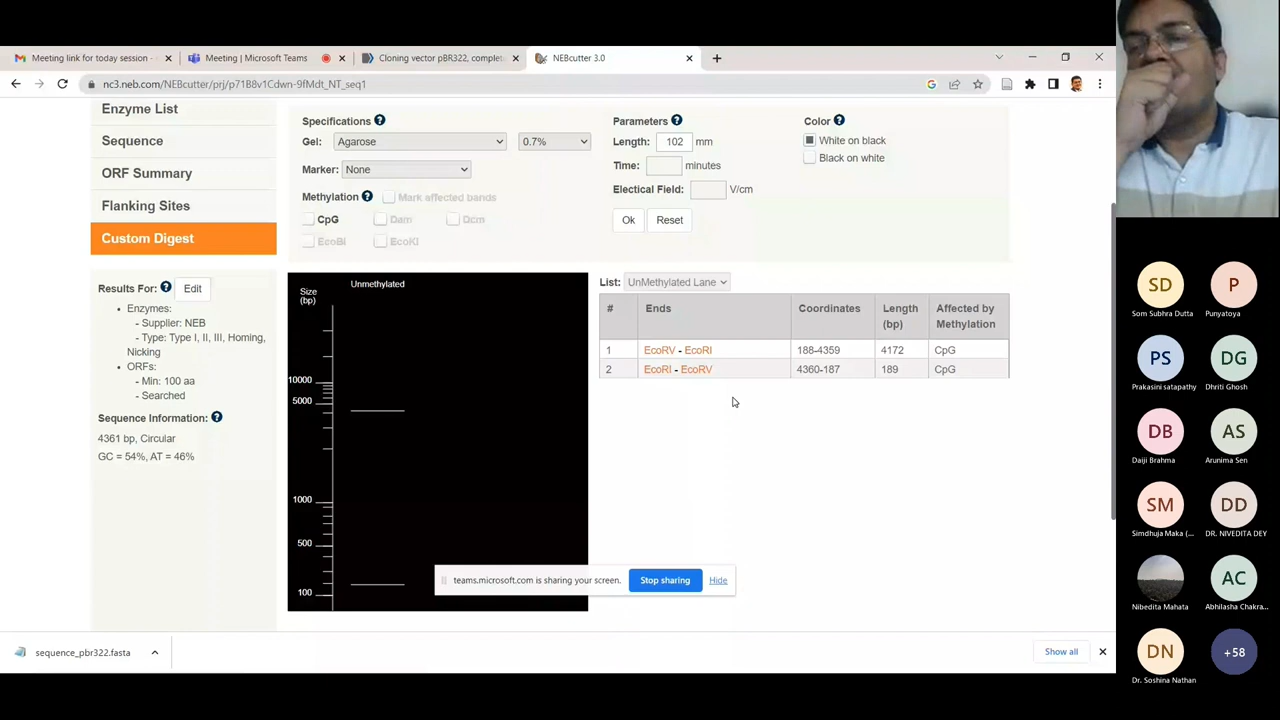 Meeting link for today session -
Meeting | Microsoft Teams
Cloning vector pBR322, complet
NEBcutter 3.0
nc3.neb.com/NEBcutter/prj/p71B8v1Cdwn-9fMdt_NT_seq1
Enzyme List
Sequence
ORF Summary
Flanking Sites
Custom Digest
Specifications ?
Gel: Agarose 0.7%
Marker: None
Methylation ? Mark affected bands
CpG Dam Dcm
EcoBI EcoKI
Parameters ?
Length: 102 mm
Time: minutes
Electical Field: V/cm
Ok Reset
Color ?
White on black
Black on white
Results For: ? Edit
• Enzymes:
- Supplier: NEB
- Type: Type I, II, III, Homing,
Nicking
• ORFs:
- Min: 100 aa
- Searched
Sequence Information: ?
4361 bp, Circular
GC = 54%, AT = 46%
Size
(bp)
Unmethylated
10000
5000
1000
500
100
List: UnMethylated Lane
# Ends Coordinates Length (bp) Affected by Methylation
1 EcoRV - EcoRI 188-4359 4172 CpG
2 EcoRI - EcoRV 4360-187 189 CpG
teams.microsoft.com is sharing your screen. Stop sharing Hide
sequence_pbr322.fasta
Show all
SD P
Som Subhra Dutta Punyatoya
PS DG
Prakasini satapathy Dhriti Ghosh
DB AS
Daiji Brahma Arunima Sen
SM DD
Simdhuja Maka (... DR. NIVEDITA DEY
AC
Nibedita Mahata Abhilasha Chakra...
DN +58
Dr. Soshina Nathan